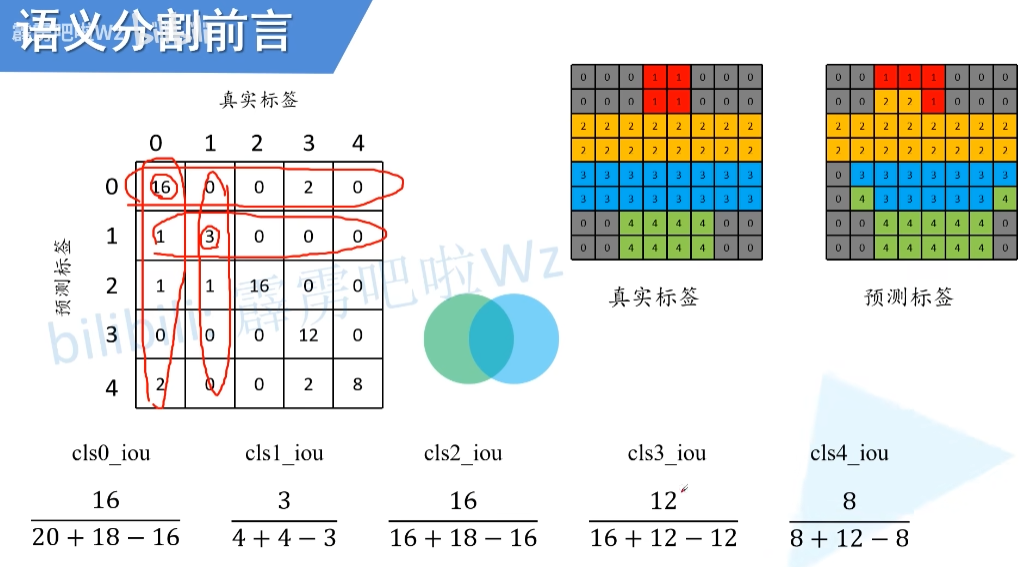 语义分割前言
霹雳吧啦Wz bilibili
真实标签
0 1 2 3 4
预测标签
0 16 0 0 2 0
1 1 3 0 0 0
2 1 1 16 0 0
3 0 0 0 12 0
4 2 0 0 2 8
0 0 0 1 1 0 0 0
0 0 0 1 1 0 0 0
2 2 2 2 2 2 2 2
2 2 2 2 2 2 2 2
3 3 3 3 3 3 3 3
3 3 3 3 3 3 3 3
0 0 4 4 4 4 0 0
0 0 4 4 4 4 0 0
真实标签
0 0 1 1 1 0 0 0
0 0 2 2 1 0 0 0
2 2 2 2 2 2 2 2
2 2 2 2 2 2 2 2
0 3 3 3 3 3 3 3
0 4 3 3 3 3 3 4
0 0 4 4 4 4 4 0
0 0 4 4 4 4 4 0
预测标签
bilibili 霹雳吧啦Wz
cls0_iou cls1_iou cls2_iou cls3_iou cls4_iou
16 3 16 12 8
20 + 18 − 16 4 + 4 − 3 16 + 18 − 16 16 + 12 − 12 8 + 12 − 8